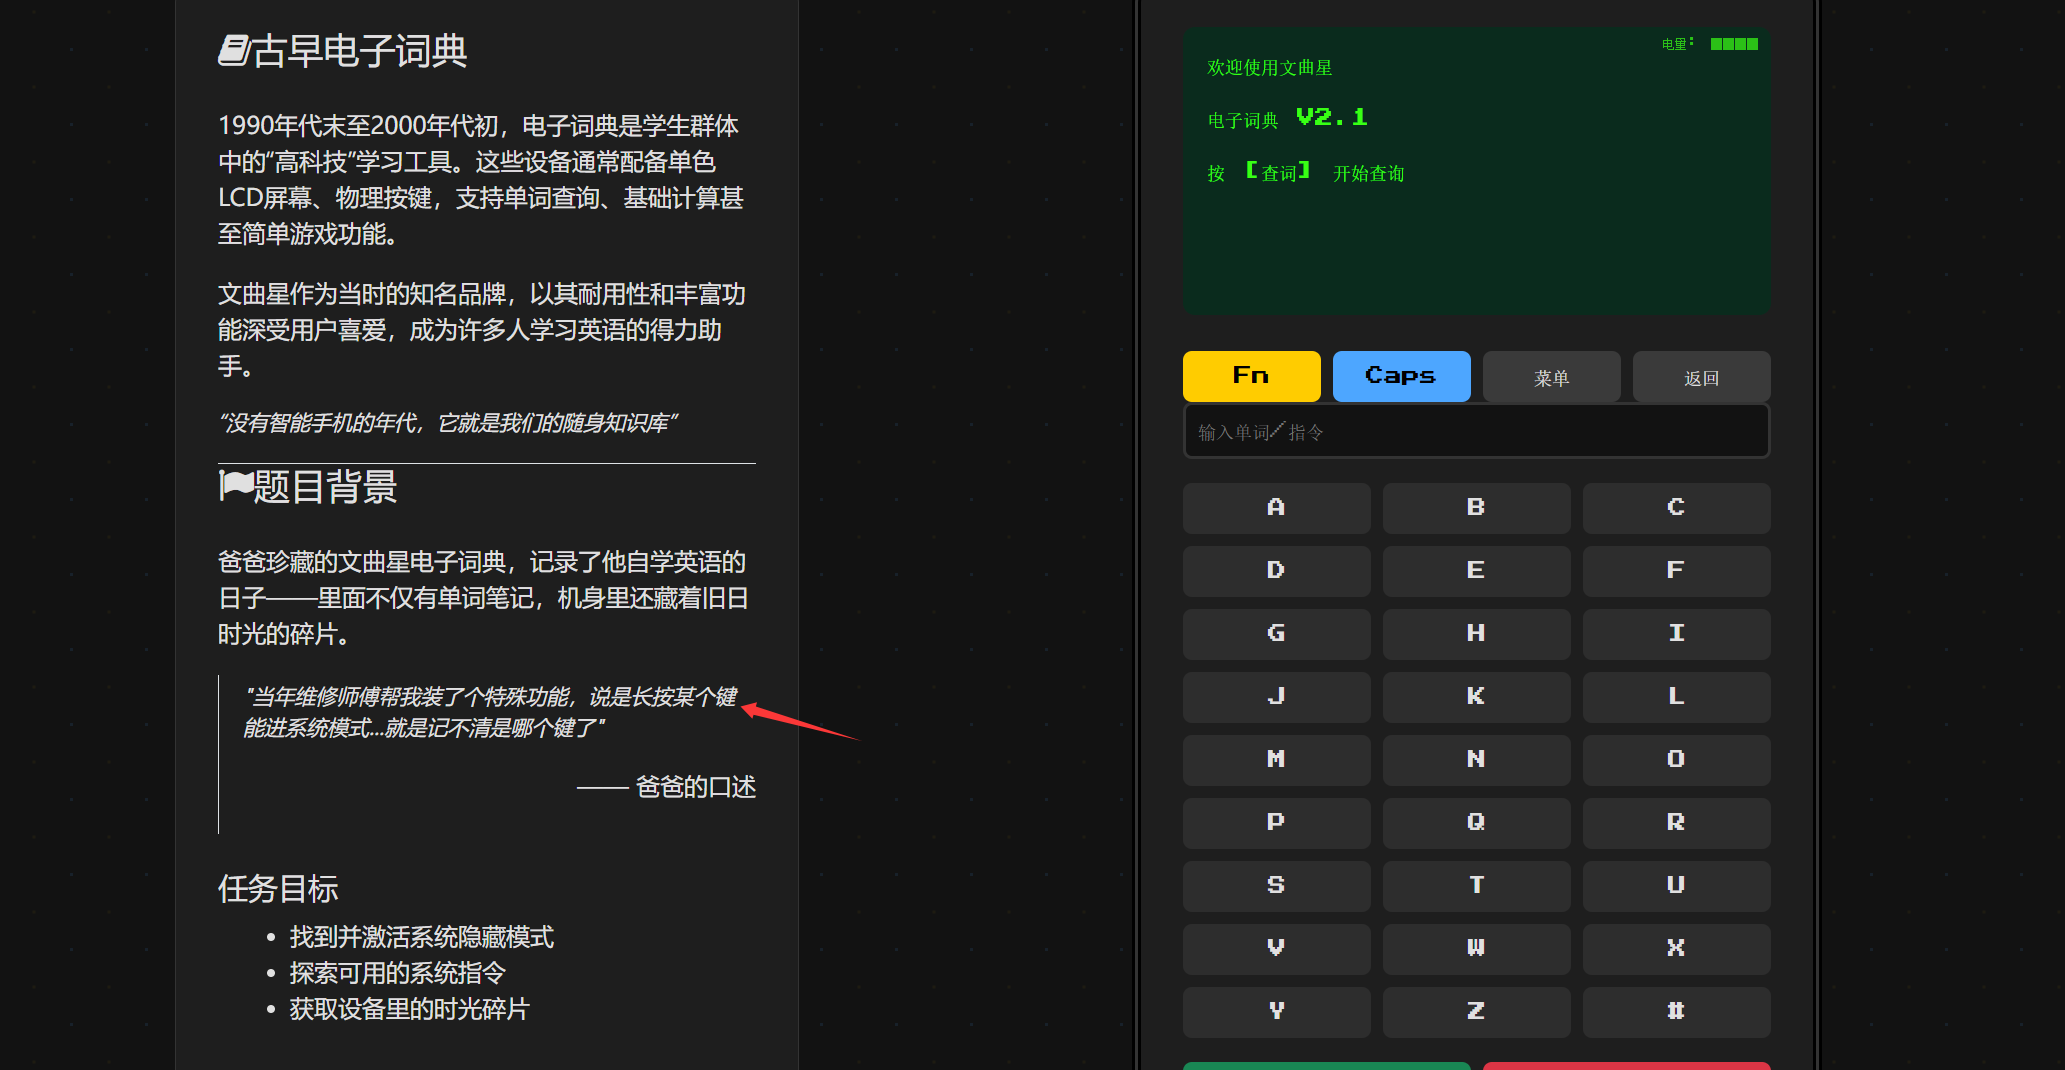 古早电子词典
1990年代末至2000年代初，电子词典是学生群体
中的“高科技”学习工具。这些设备通常配备单色
LCD屏幕、物理按键，支持单词查询、基础计算甚
至简单游戏功能。
文曲星作为当时的知名品牌，以其耐用性和丰富功
能深受用户喜爱，成为许多人学习英语的得力助
手。
“没有智能手机的年代，它就是我们的随身知识库”
题目背景
爸爸珍藏的文曲星电子词典，记录了他自学英语的
日子——里面不仅有单词笔记，机身里还藏着旧日
时光的碎片。
"当年维修师傅帮我装了个特殊功能，说是长按某个键
能进系统模式...就是记不清是哪个键了"
—— 爸爸的口述
任务目标
• 找到并激活系统隐藏模式
• 探索可用的系统指令
• 获取设备里的时光碎片
电量:
欢迎使用文曲星
电子词典 V2.1
按 【查词】 开始查询
Fn Caps 菜单 返回
输入单词/指令
A B C
D E F
G H I
J K L
M N O
P Q R
S T U
V W X
Y Z #